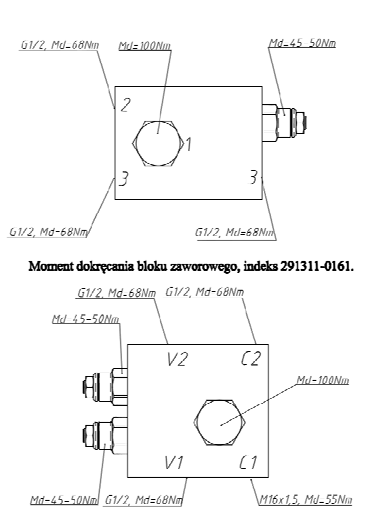 G1/2, Md=68Nm
Md=100Nm
Md=45-50Nm
2
1
3
3
G1/2, Md=68Nm
G1/2, Md=68Nm
Moment dokręcania bloku zaworowego, indeks 291311-0161.
G1/2, Md=68Nm
G1/2, Md=68Nm
Md=45-50Nm
V2
C2
Md=100Nm
V1
C1
Md=45-50Nm
G1/2, Md=68Nm
M16x1,5, Md=55Nm